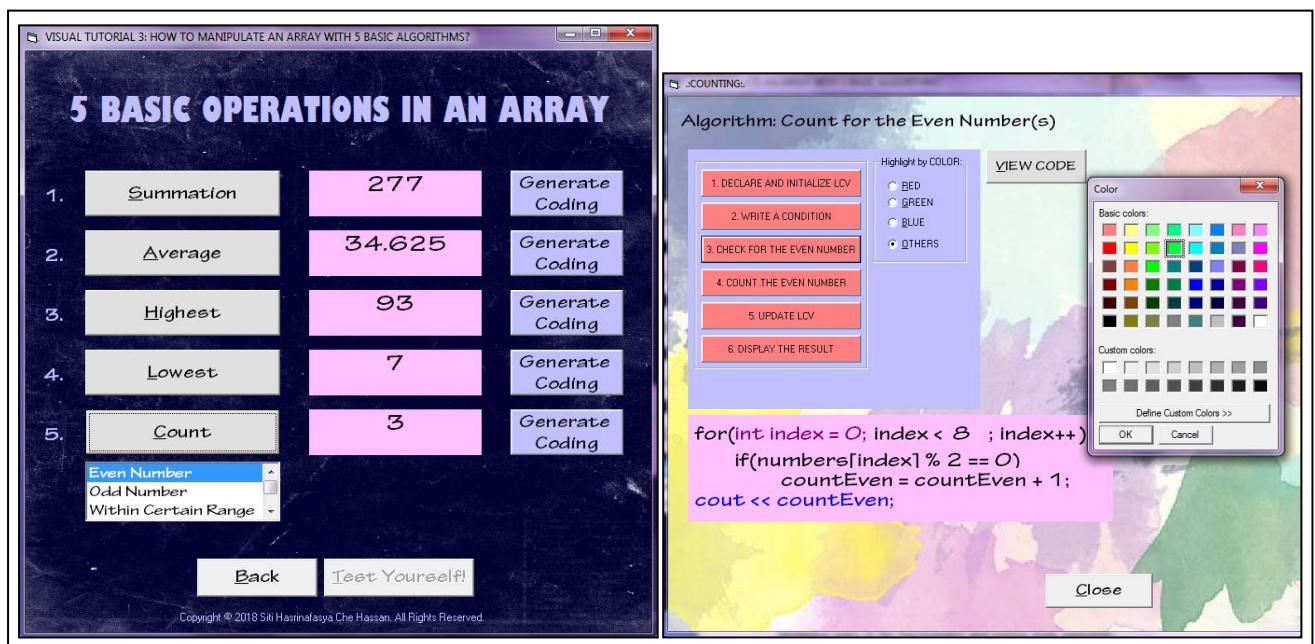 VISUAL TUTORIAL 3: HOW TO MANIPULATE AN ARRAY WITH 5 BASIC ALGORITHMS?
5 BASIC OPERATIONS IN AN ARRAY
1. Summation 277 Generate Coding
2. Average 34.625 Generate Coding
3. Highest 93 Generate Coding
4. Lowest 7 Generate Coding
5. Count 3 Generate Coding
Even Number
Odd Number
Within Certain Range
Back Test Yourself!
Copyright © 2018 Siti Hasrinafasya Che Hassan. All Rights Reserved.
.:COUNTING:.
Algorithm: Count for the Even Number(s)
1. DECLARE AND INITIALIZE LCV
2. WRITE A CONDITION
3. CHECK FOR THE EVEN NUMBER
4. COUNT THE EVEN NUMBER
5. UPDATE LCV
6. DISPLAY THE RESULT
Highlight by COLOR:
RED
GREEN
BLUE
OTHERS
VIEW CODE
Color
Basic colors:
Custom colors:
Define Custom Colors >>
OK Cancel
for(int index = 0; index < 8 ; index++)
if(numbers[index] % 2 == 0)
countEven = countEven + 1;
cout << countEven;
Close